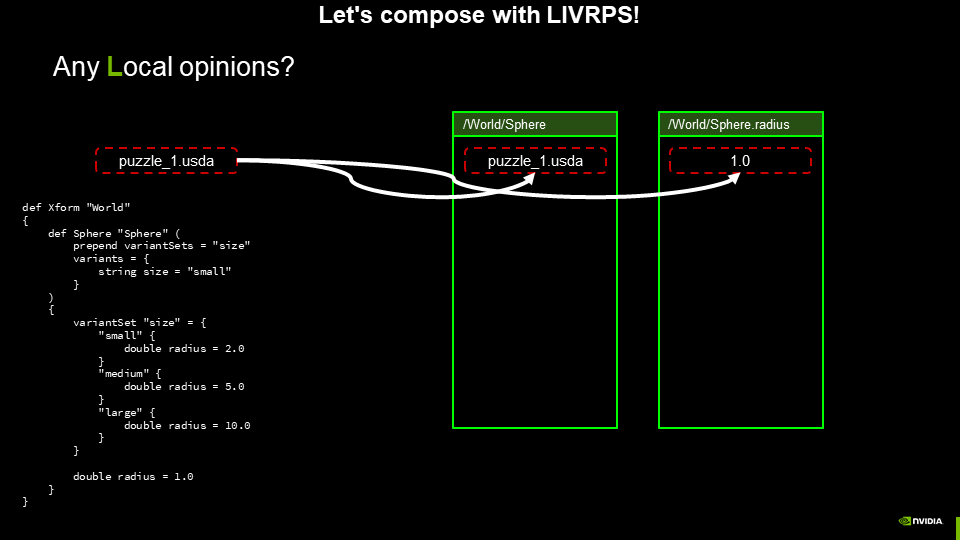 Let's compose with LIVRPS!
Any Local opinions?
/World/Sphere
/World/Sphere.radius
puzzle_1.usda
puzzle_1.usda
1.0
def Xform "World"
{
    def Sphere "Sphere" (
        prepend variantSets = "size"
        variants = {
            string size = "small"
        }
    )
    {
        variantSet "size" = {
            "small" {
                double radius = 2.0
            }
            "medium" {
                double radius = 5.0
            }
            "large" {
                double radius = 10.0
            }
        }

        double radius = 1.0
    }
}
NVIDIA.